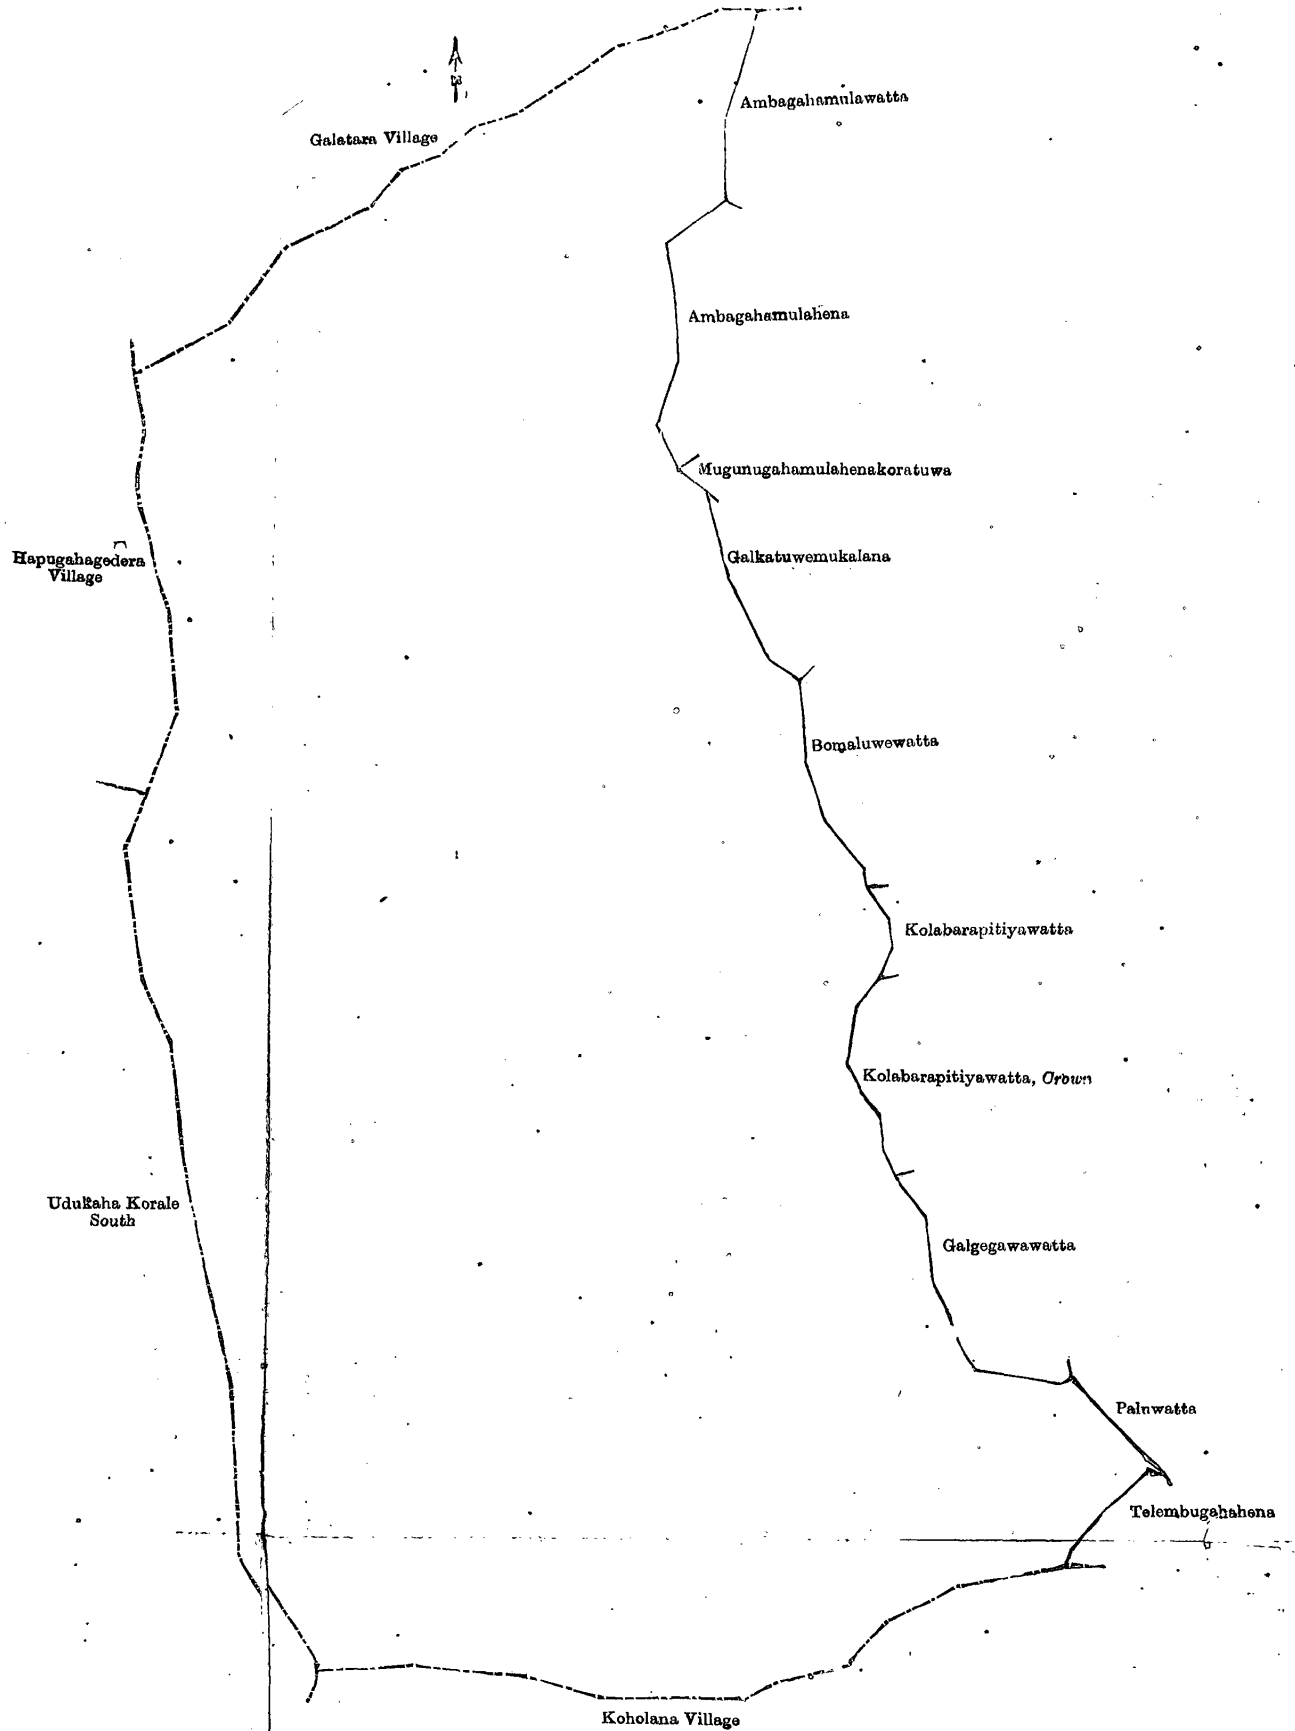 Ambagahamulawatta
Galatara Village
Ambagahamulahena
Mugunugahamulahenakoratuwa
Hapugahagedera
Village
Galkatuwemukalana
Bomaluwewatta
Kolabarapitiyawatta
Kolabarapitiyawatta, Crown
Udukaha Korale
South
Galgegawawatta
Palnwatta
Telembugahahena
Koholana Village